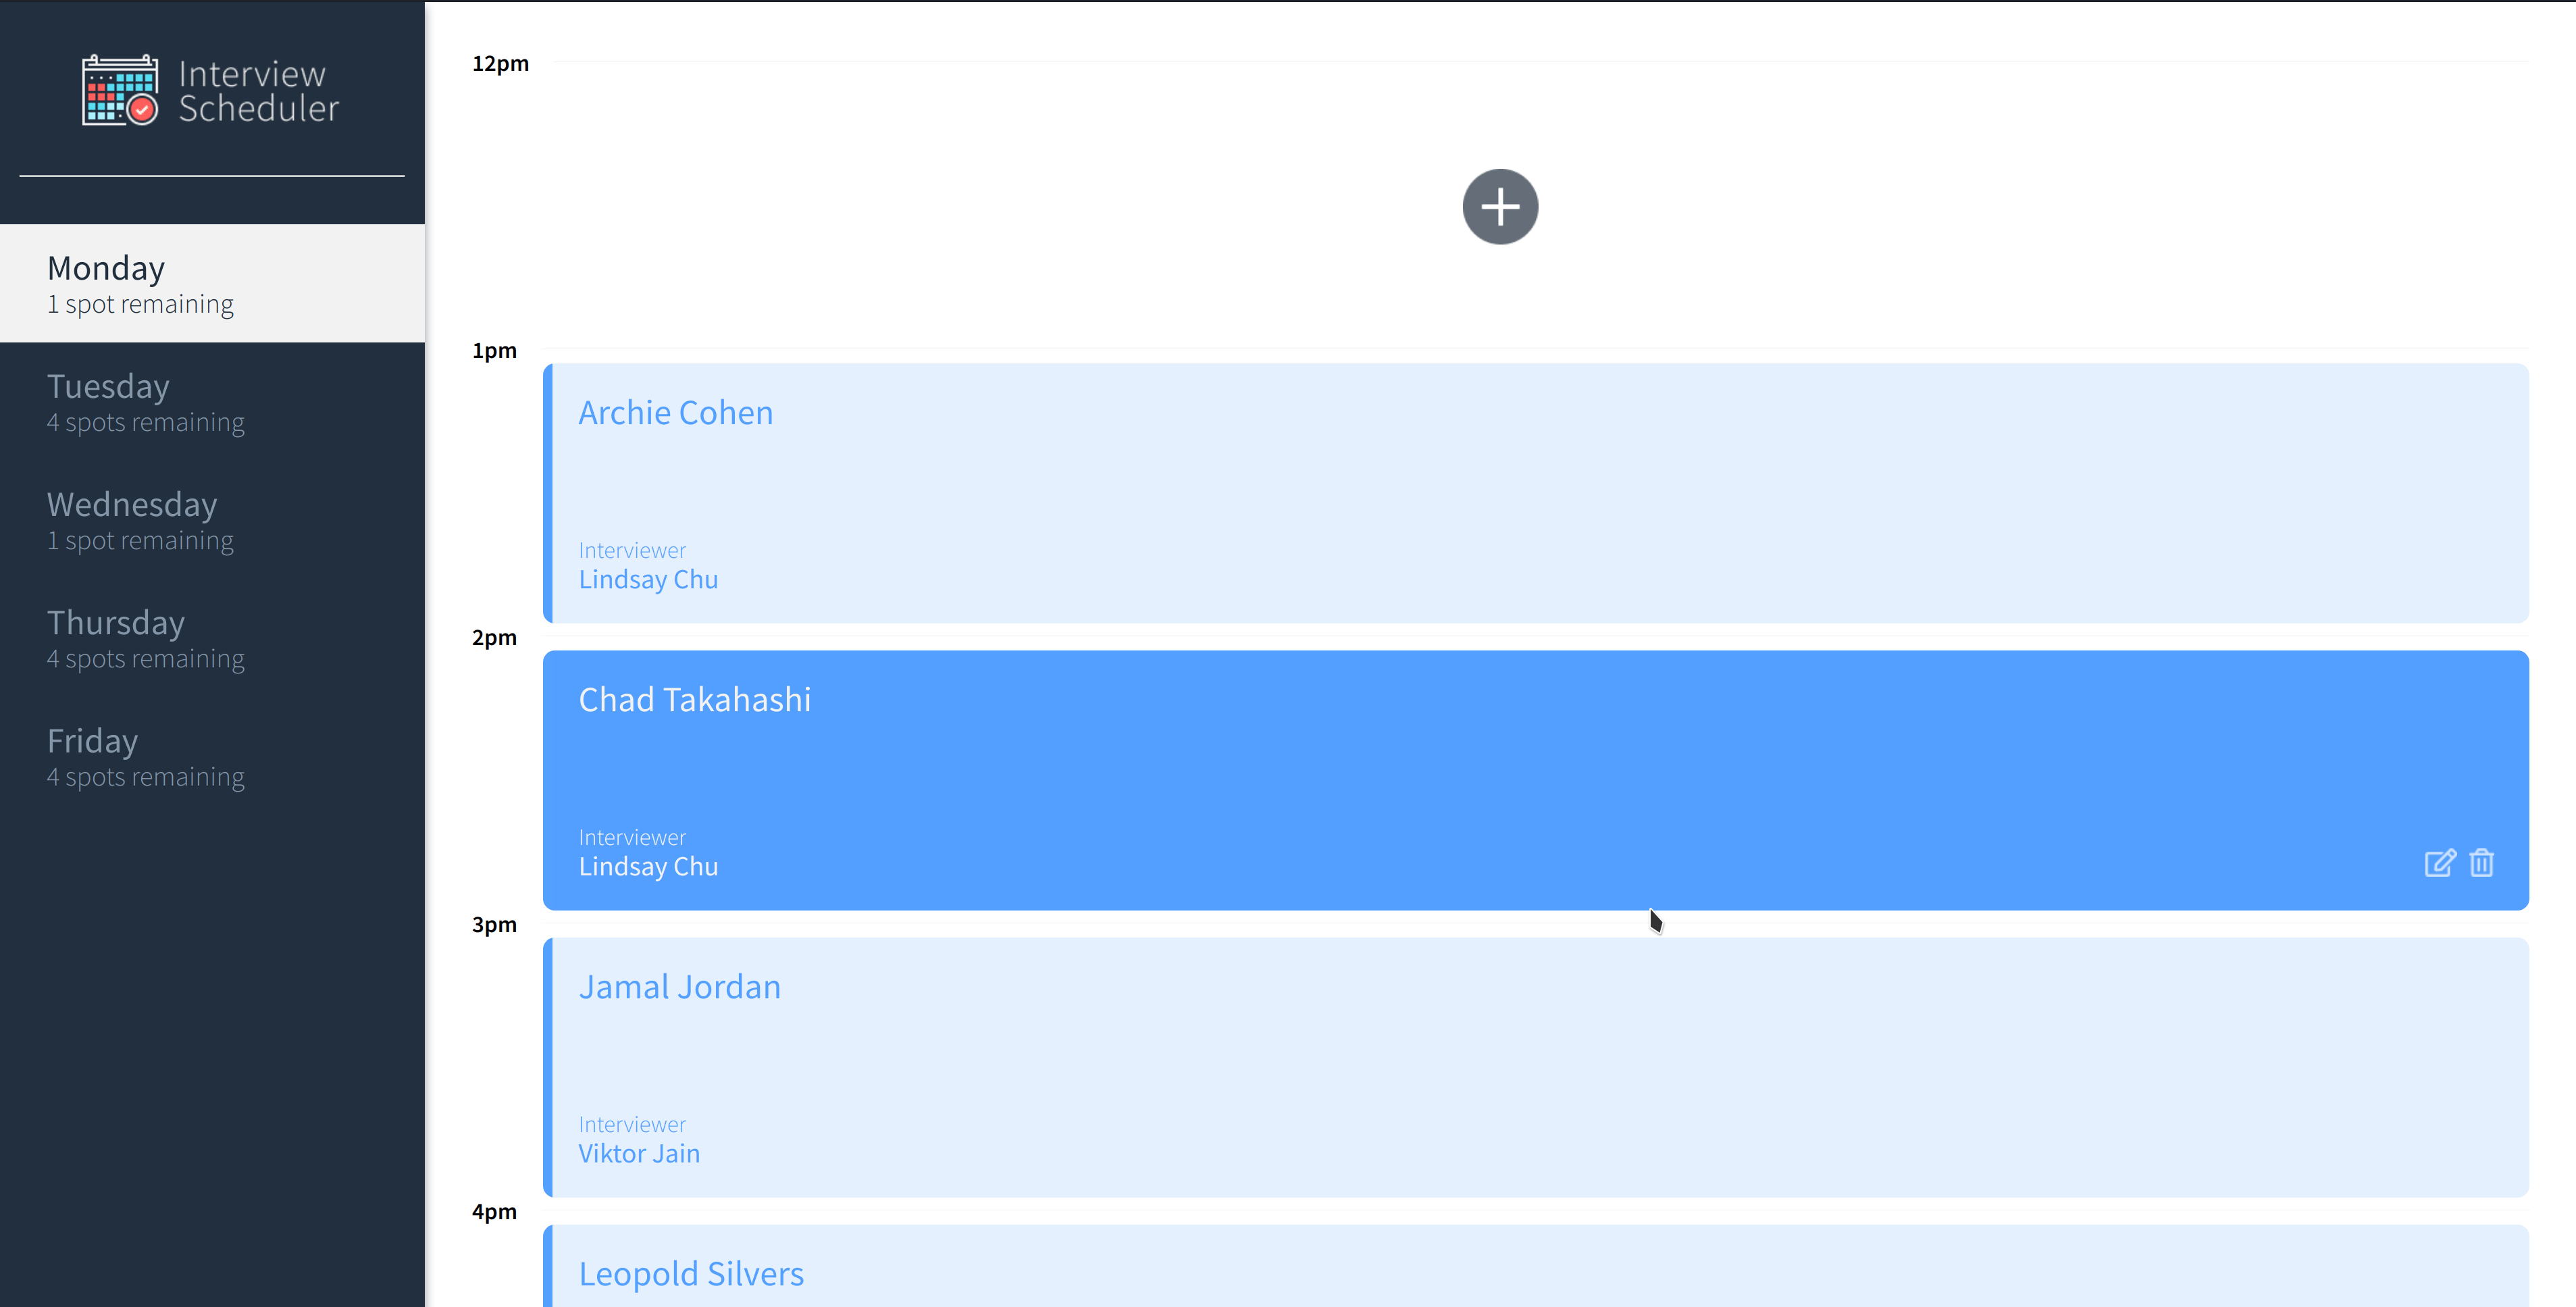 Interview
Scheduler
Monday
1 spot remaining
Tuesday
4 spots remaining
Wednesday
1 spot remaining
Thursday
4 spots remaining
Friday
4 spots remaining
12pm
1pm
Archie Cohen
Interviewer
Lindsay Chu
2pm
Chad Takahashi
Interviewer
Lindsay Chu
3pm
Jamal Jordan
Interviewer
Viktor Jain
4pm
Leopold Silvers